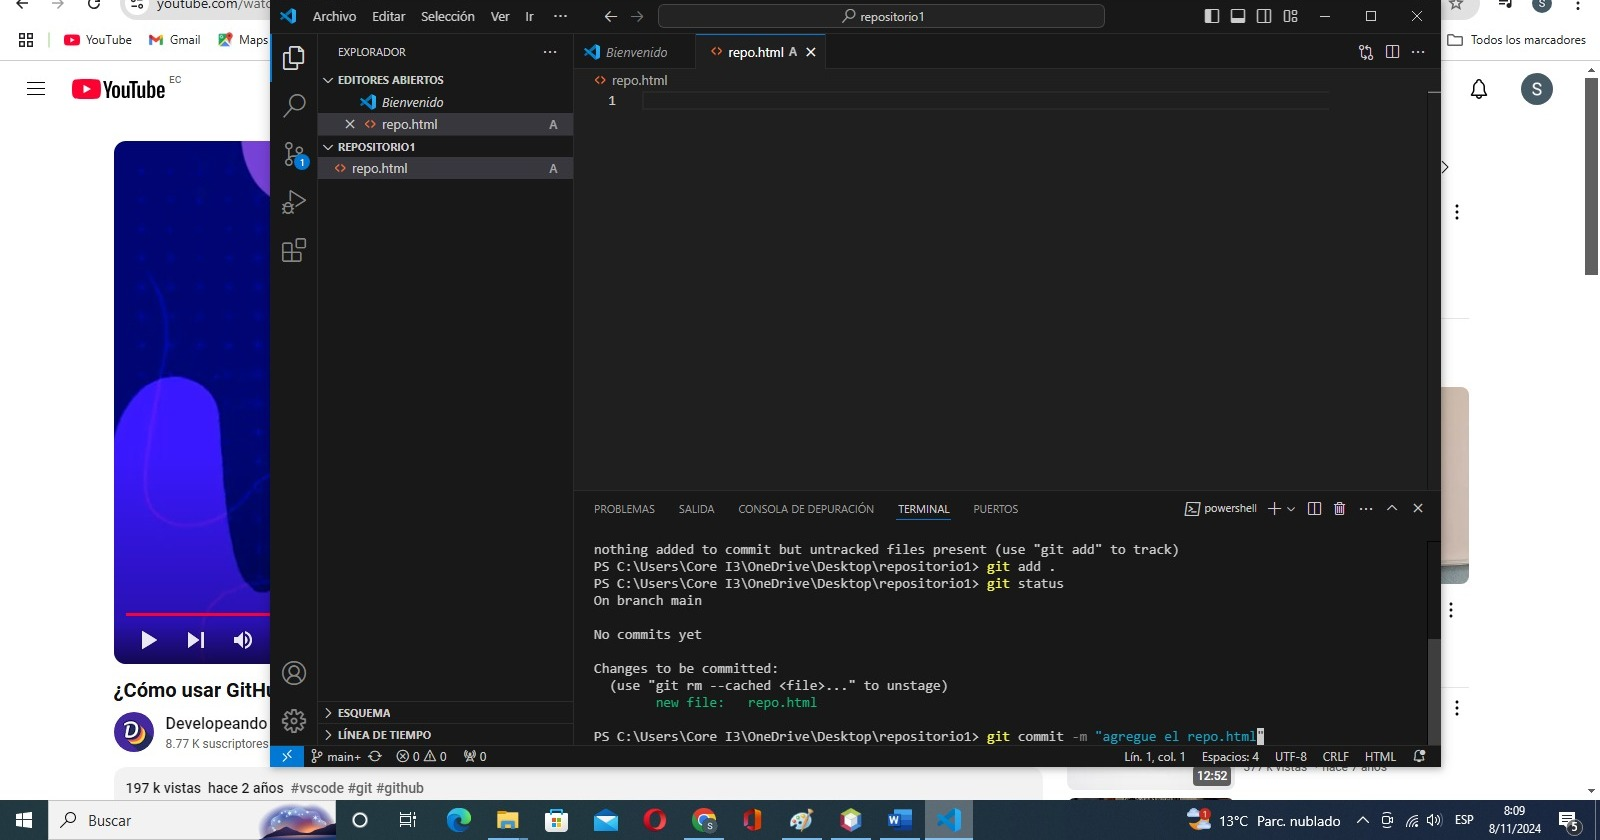 youtube.com/watc
YouTube
Gmail
Maps
Todos los marcadores
S
YouTube
EC
S
¿Cómo usar GitHu
Developeando
8.77 K suscriptores
197 k vistas hace 2 años #vscode #git #github
12:52
Archivo Editar Selección Ver Ir ···
repositorio1
EXPLORADOR
EDITORES ABIERTOS
Bienvenido
repo.html A
REPOSITORIO1
repo.html A
1
ESQUEMA
LÍNEA DE TIEMPO
Bienvenido
repo.html A
repo.html
1
PROBLEMAS SALIDA CONSOLA DE DEPURACIÓN TERMINAL PUERTOS
powershell
nothing added to commit but untracked files present (use "git add" to track)
PS C:\Users\Core I3\OneDrive\Desktop\repositorio1> git add .
PS C:\Users\Core I3\OneDrive\Desktop\repositorio1> git status
On branch main
No commits yet
Changes to be committed:
(use "git rm --cached <file>..." to unstage)
new file:   repo.html
PS C:\Users\Core I3\OneDrive\Desktop\repositorio1> git commit -m "agregue el repo.html"
main+ 0 0 0 Lín. 1, col. 1 Espacios: 4 UTF-8 CRLF HTML
Buscar
1
13°C Parc. nublado
ESP
8:09
8/11/2024
5